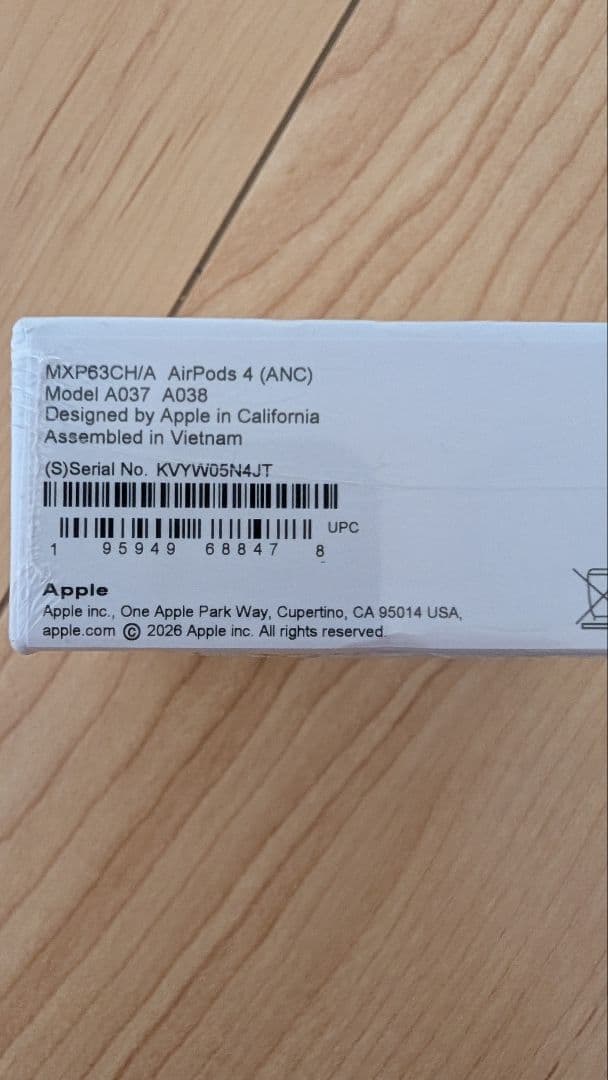 MXP63CH/A AirPods 4 (ANC)
Model A037 A038
Designed by Apple in California
Assembled in Vietnam
(S)Serial No. KVYW05N4JT
UPC
1 95949 68847 8
Apple
Apple inc., One Apple Park Way, Cupertino, CA 95014 USA,
apple.com © 2026 Apple inc. All rights reserved.